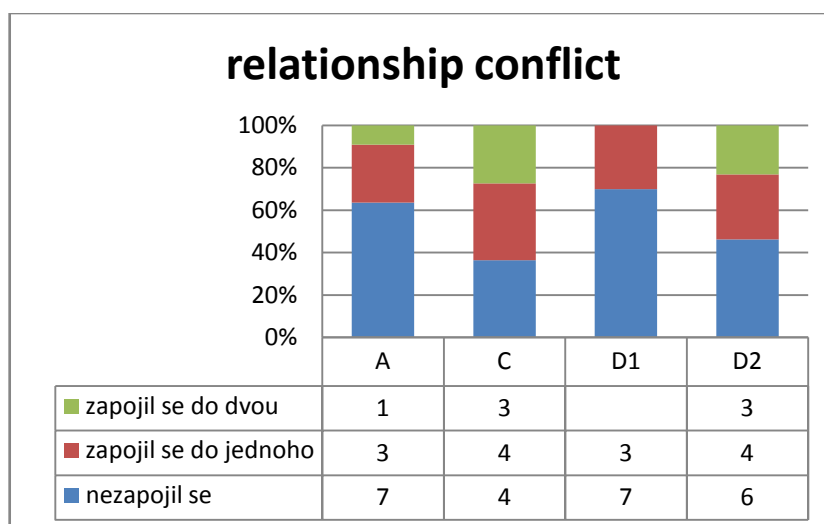 relationship conflict
100%
80%
60%
40%
20%
0%
A C D1 D2
zapojil se do dvou 1 3 3
zapojil se do jednoho 3 4 3 4
nezapojil se 7 4 7 6